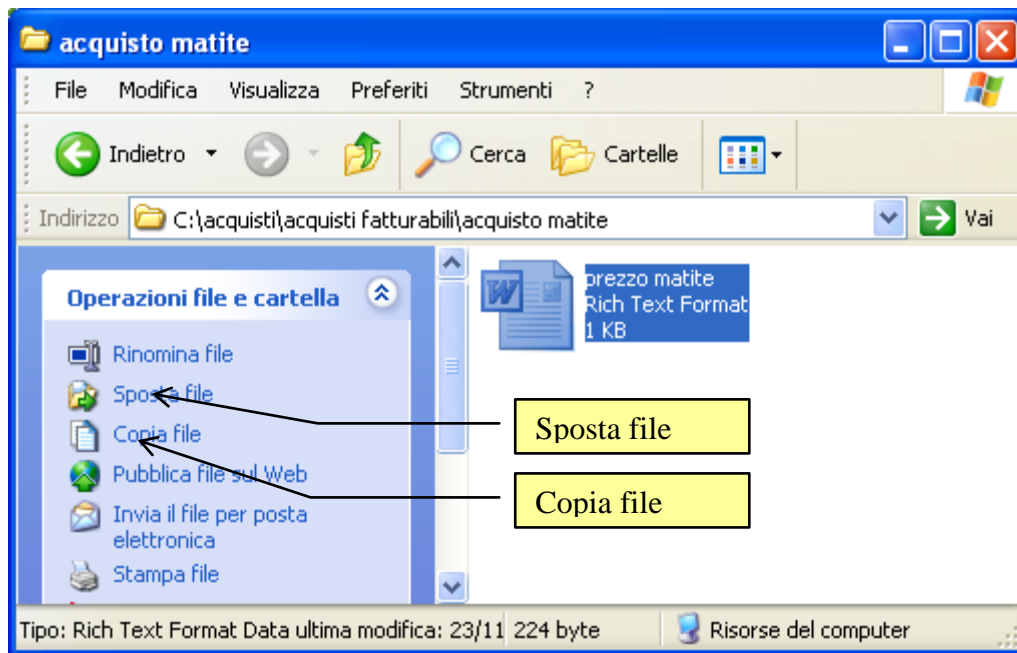 acquisto matite
File Modifica Visualizza Preferiti Strumenti ?
Indietro Cerca Cartelle
Indirizzo C:\acquisti\acquisti fatturabili\acquisto matite Vai
Operazioni file e cartella
Rinomina file
Sposta file
Copia file
Pubblica file sul Web
Invia il file per posta
elettronica
Stampa file
prezzo matite
Rich Text Format
1 KB
Sposta file
Copia file
Tipo: Rich Text Format Data ultima modifica: 23/11 224 byte Risorse del computer